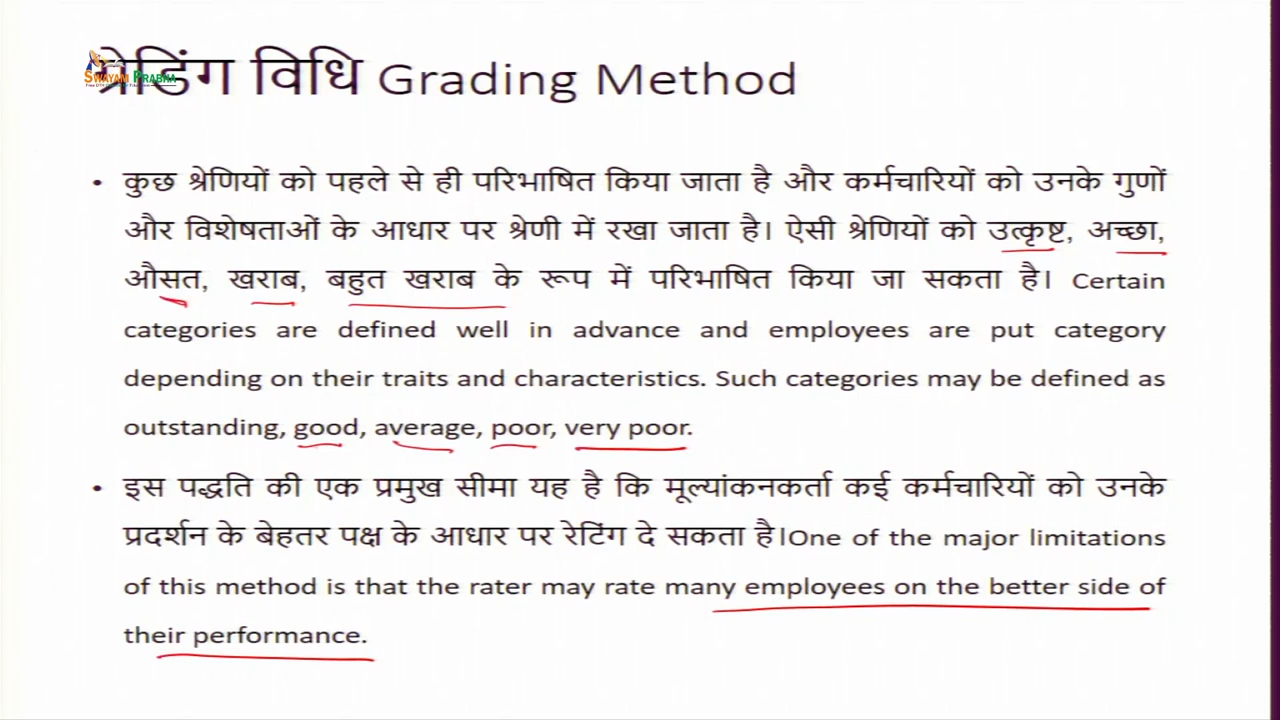 ग्रेडिंग विधि Grading Method
SWAYAM PRABHA
• कुछ श्रेणियों को पहले से ही परिभाषित किया जाता है और कर्मचारियों को उनके गुणों
और विशेषताओं के आधार पर श्रेणी में रखा जाता है। ऐसी श्रेणियों को उत्कृष्ट, अच्छा,
औसत, खराब, बहुत खराब के रूप में परिभाषित किया जा सकता है। Certain
categories are defined well in advance and employees are put category
depending on their traits and characteristics. Such categories may be defined as
outstanding, good, average, poor, very poor.
• इस पद्धति की एक प्रमुख सीमा यह है कि मूल्यांकनकर्ता कई कर्मचारियों को उनके
प्रदर्शन के बेहतर पक्ष के आधार पर रेटिंग दे सकता है।One of the major limitations
of this method is that the rater may rate many employees on the better side of
their performance.